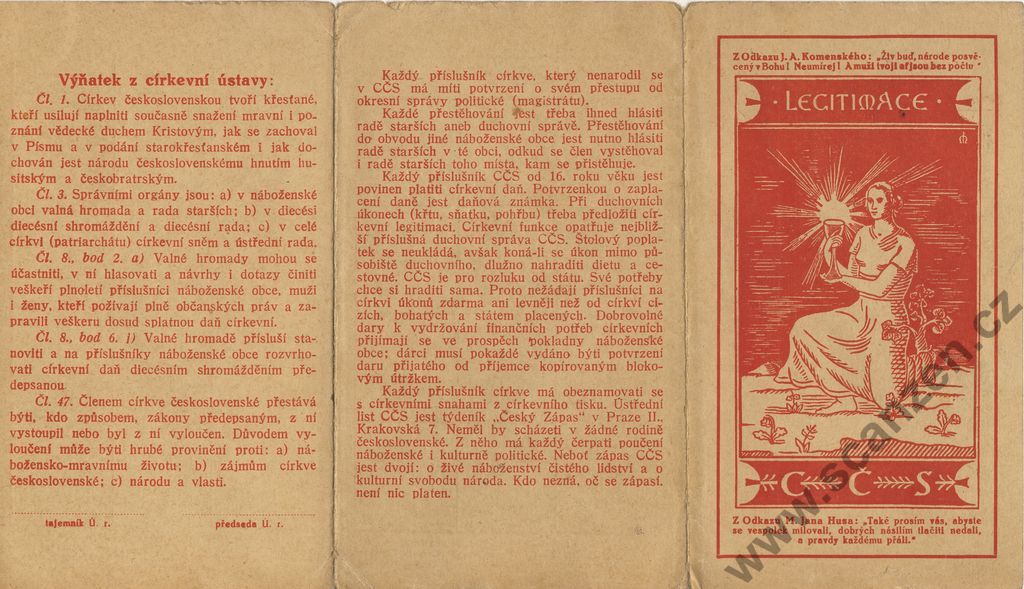 Výňatek z církevní ústavy:
Čl. 1. Církev československou tvoří křesťané,
kteří usilují naplniti současně snažení mravní i po-
znání vědecké duchem Kristovým, jak se zachoval
v Písmu a v podání starokřesťanském i jak do-
chován jest národu československému hnutím hu-
sitským a českobratrským.
Čl. 3. Správními orgány jsou: a) v náboženské
obci valná hromada a rada starších; b) v diecési
diecésní shromáždění a diecésní rada; c) v celé
církvi (patriarchátu) církevní sněm a ústřední rada.
Čl. 8., bod 2. a) Valné hromady mohou se
účastniti, v ní hlasovati a návrhy i dotazy činiti
veškeří plnoletí příslušníci náboženské obce, muži
i ženy, kteří požívají plně občanských práv a za-
pravili veškeru dosud splatnou daň církevní.
Čl. 8., bod 6. j) Valné hromadě přísluší sta-
noviti a na příslušníky náboženské obce rozvrho-
vati církevní daň diecésním shromážděním pře-
depsanou.
Čl. 47. Členem církve československé přestává
býti, kdo způsobem, zákony předepsaným, z ní
vystoupil nebo byl z ní vyloučen. Důvodem vy-
loučení může býti hrubé provinění proti: a) ná-
božensko-mravnímu životu; b) zájmům církve
československé; c) národu a vlasti.
tajemník Ú. r.
předseda Ú. r.
Každý příslušník církve, který nenarodil se
v CČS má míti potvrzení o svém přestupu od
okresní správy politické (magistrátu).
Každé přestěhování jest třeba ihned hlásiti
radě starších aneb duchovní správě. Přestěhování
do obvodu jiné náboženské obce jest nutno hlásiti
radě starších v té obci, odkud se člen vystěhoval
i radě starších toho místa, kam se přistěhuje.
Každý příslušník CČS od 16. roku věku jest
povinen platiti církevní daň. Potvrzenkou o zapla-
cení daně jest daňová známka. Při duchovních
úkonech (křtu, sňatku, pohřbu) třeba předložiti cír-
kevní legitimaci. Církevní funkce opatřuje nejbliž-
ší příslušná duchovní správa CČS. Štolový popla-
tek se neukládá, avšak koná-li se úkon mimo pů-
sobiště duchovního, dlužno nahraditi dietu a ce-
stovné. CČS je pro rozluku od státu. Své potřeby
chce si hraditi sama. Proto nežádají příslušníci na
církvi úkonů zdarma ani levněji než od církví ci-
zích, bohatých a státem placených. Dobrovolné
dary k vydržování finančních potřeb církevních
přijímají se ve prospěch pokladny náboženské
obce; dárci musí pokaždé vydáno býti potvrzení
daru přijatého od příjemce kopírovaným bloko-
vým útržkem.
Každý příslušník církve má obeznamovati se
s církevními snahami z církevního tisku. Ústřední
list CČS jest týdeník „Český Zápas“ v Praze II.,
Krakovská 7. Neměl by scházeti v žádné rodině
československé. Z něho má každý čerpati poučení
náboženské i kulturně politické. Neboť zápas CČS
jest dvojí: o živé náboženství čistého lidství a o
kulturní svobodu národa. Kdo nezná, oč se zápasí,
není nic platen.
Z Odkazu J. A. Komenského: „Živ buď, národe posvě-
cený v Bohu! Neumírej! A muži tvoji ať jsou bez počtu“
· LEGITIMACE ·
C Č S
Z Odkazu M. Jana Husa: „Také prosím vás, abyste
se vespolek milovali, dobrých násilím tlačiti nedali,
a pravdy každému přáli.“
www.scarlen.cz